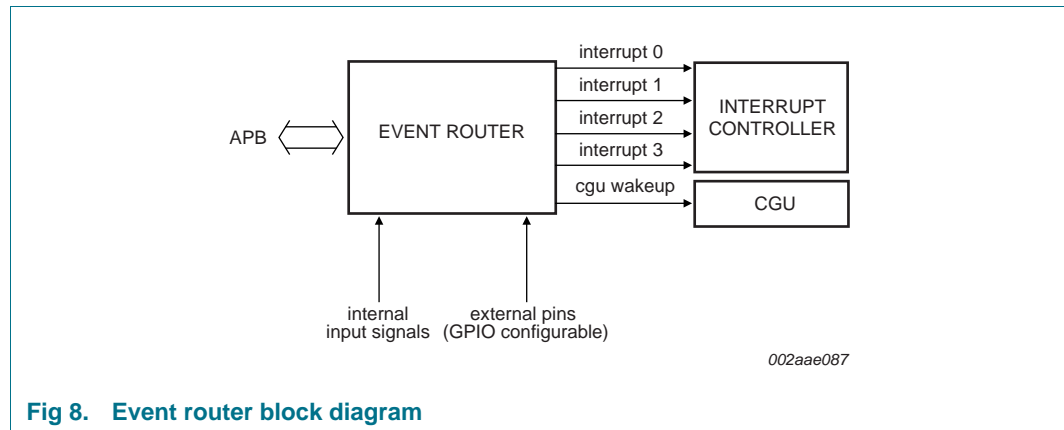 interrupt 0
interrupt 1
interrupt 2
interrupt 3
cgu wakeup
APB
EVENT ROUTER
INTERRUPT
CONTROLLER
CGU
internal
input signals
external pins
(GPIO configurable)
002aae087
Fig 8. Event router block diagram